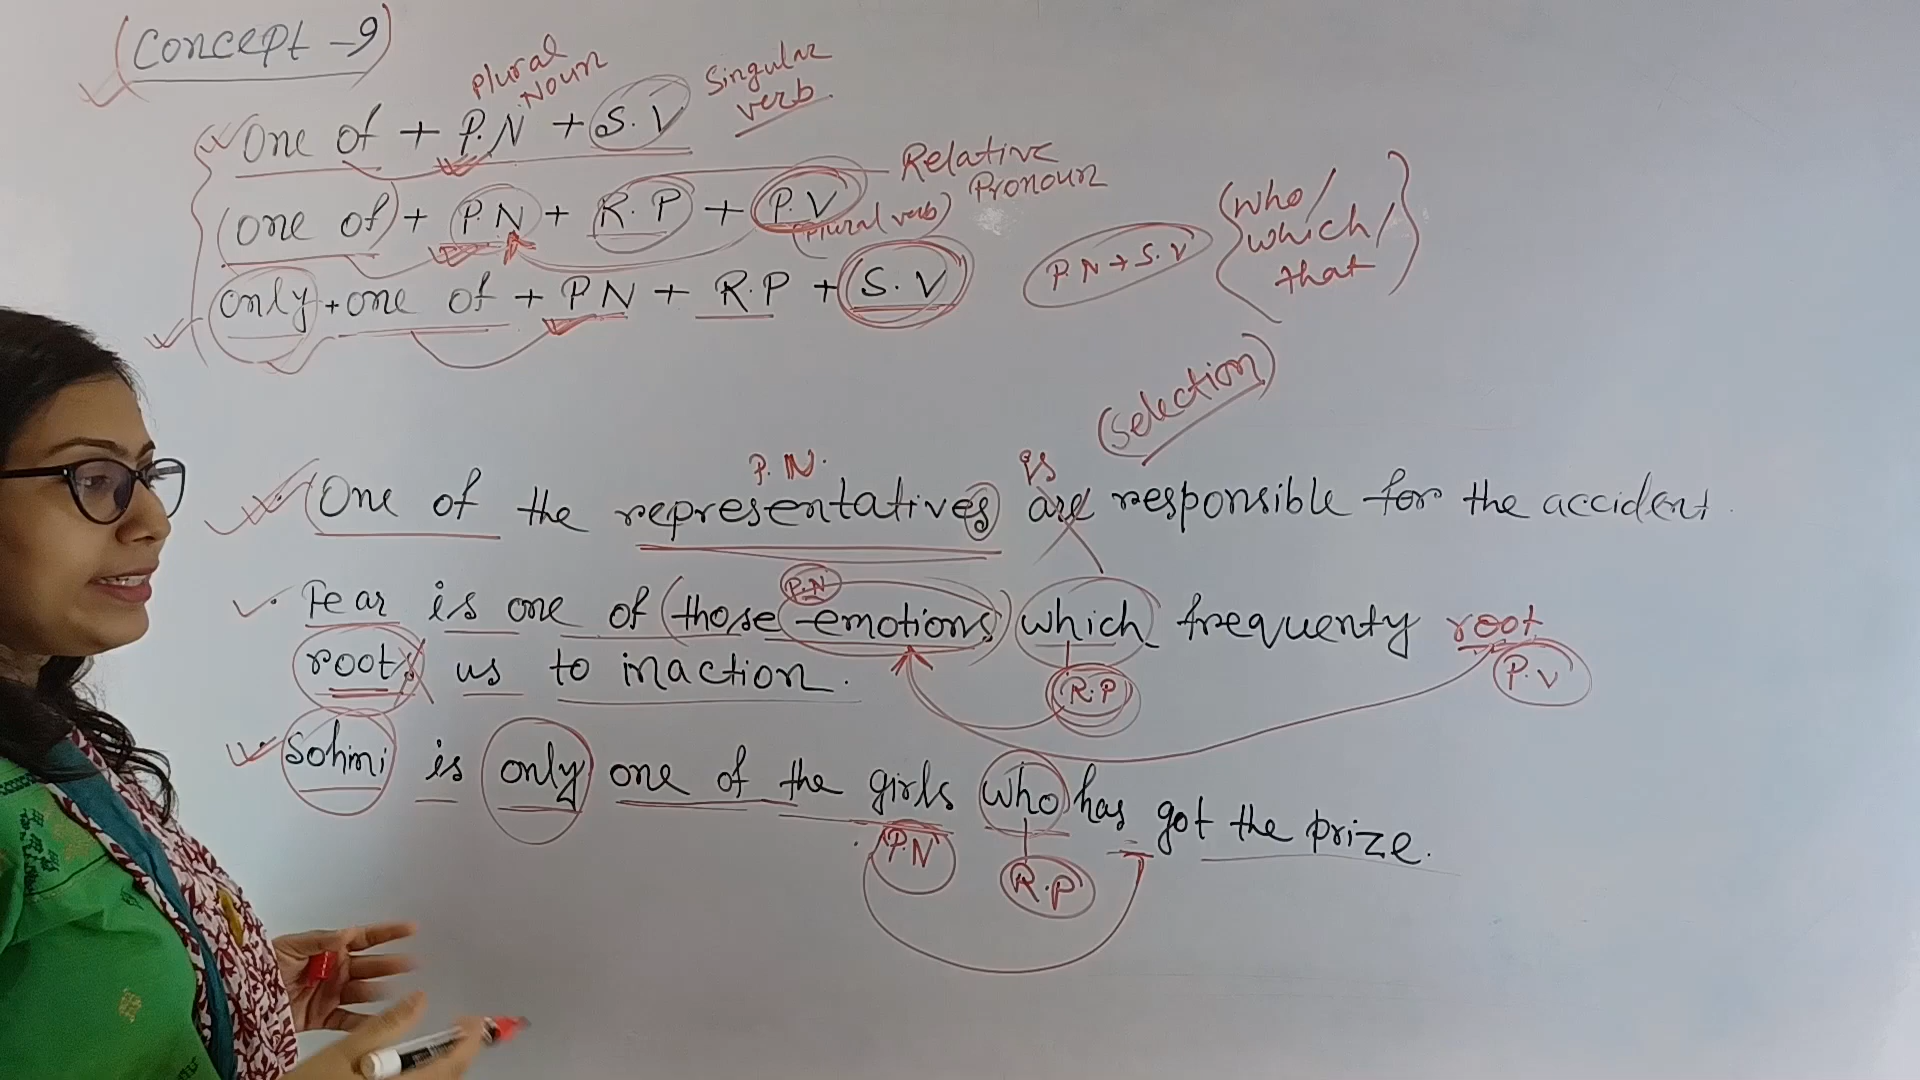 (Concept -9)
Plural Noun
Singular verb
One of + P.N + S.V
Relative Pronoun
(one of) + P.N + R.P + P.V
(Plural verb)
(who/
which/
that
P.N + S.V
only + one of + P.N + R.P + S.V
(Selection)
P.N.
is
One of the representatives are responsible for the accident.
P.N
Fear is one of (those emotions) which frequenty root
roots us to inaction.
R.P
P.V
Sohni is only one of the girls who has got the prize.
P.N
R.P